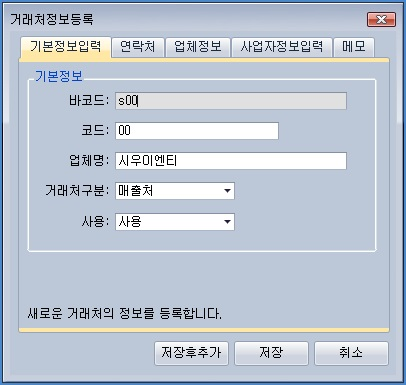 거래처정보등록
기본정보입력 연락처 업체정보 사업자정보입력 메모
기본정보
바코드: s00
코드: 00
업체명: 시우이엔티
거래처구분: 매출처
사용: 사용
새로운 거래처의 정보를 등록합니다.
저장후추가 저장 취소